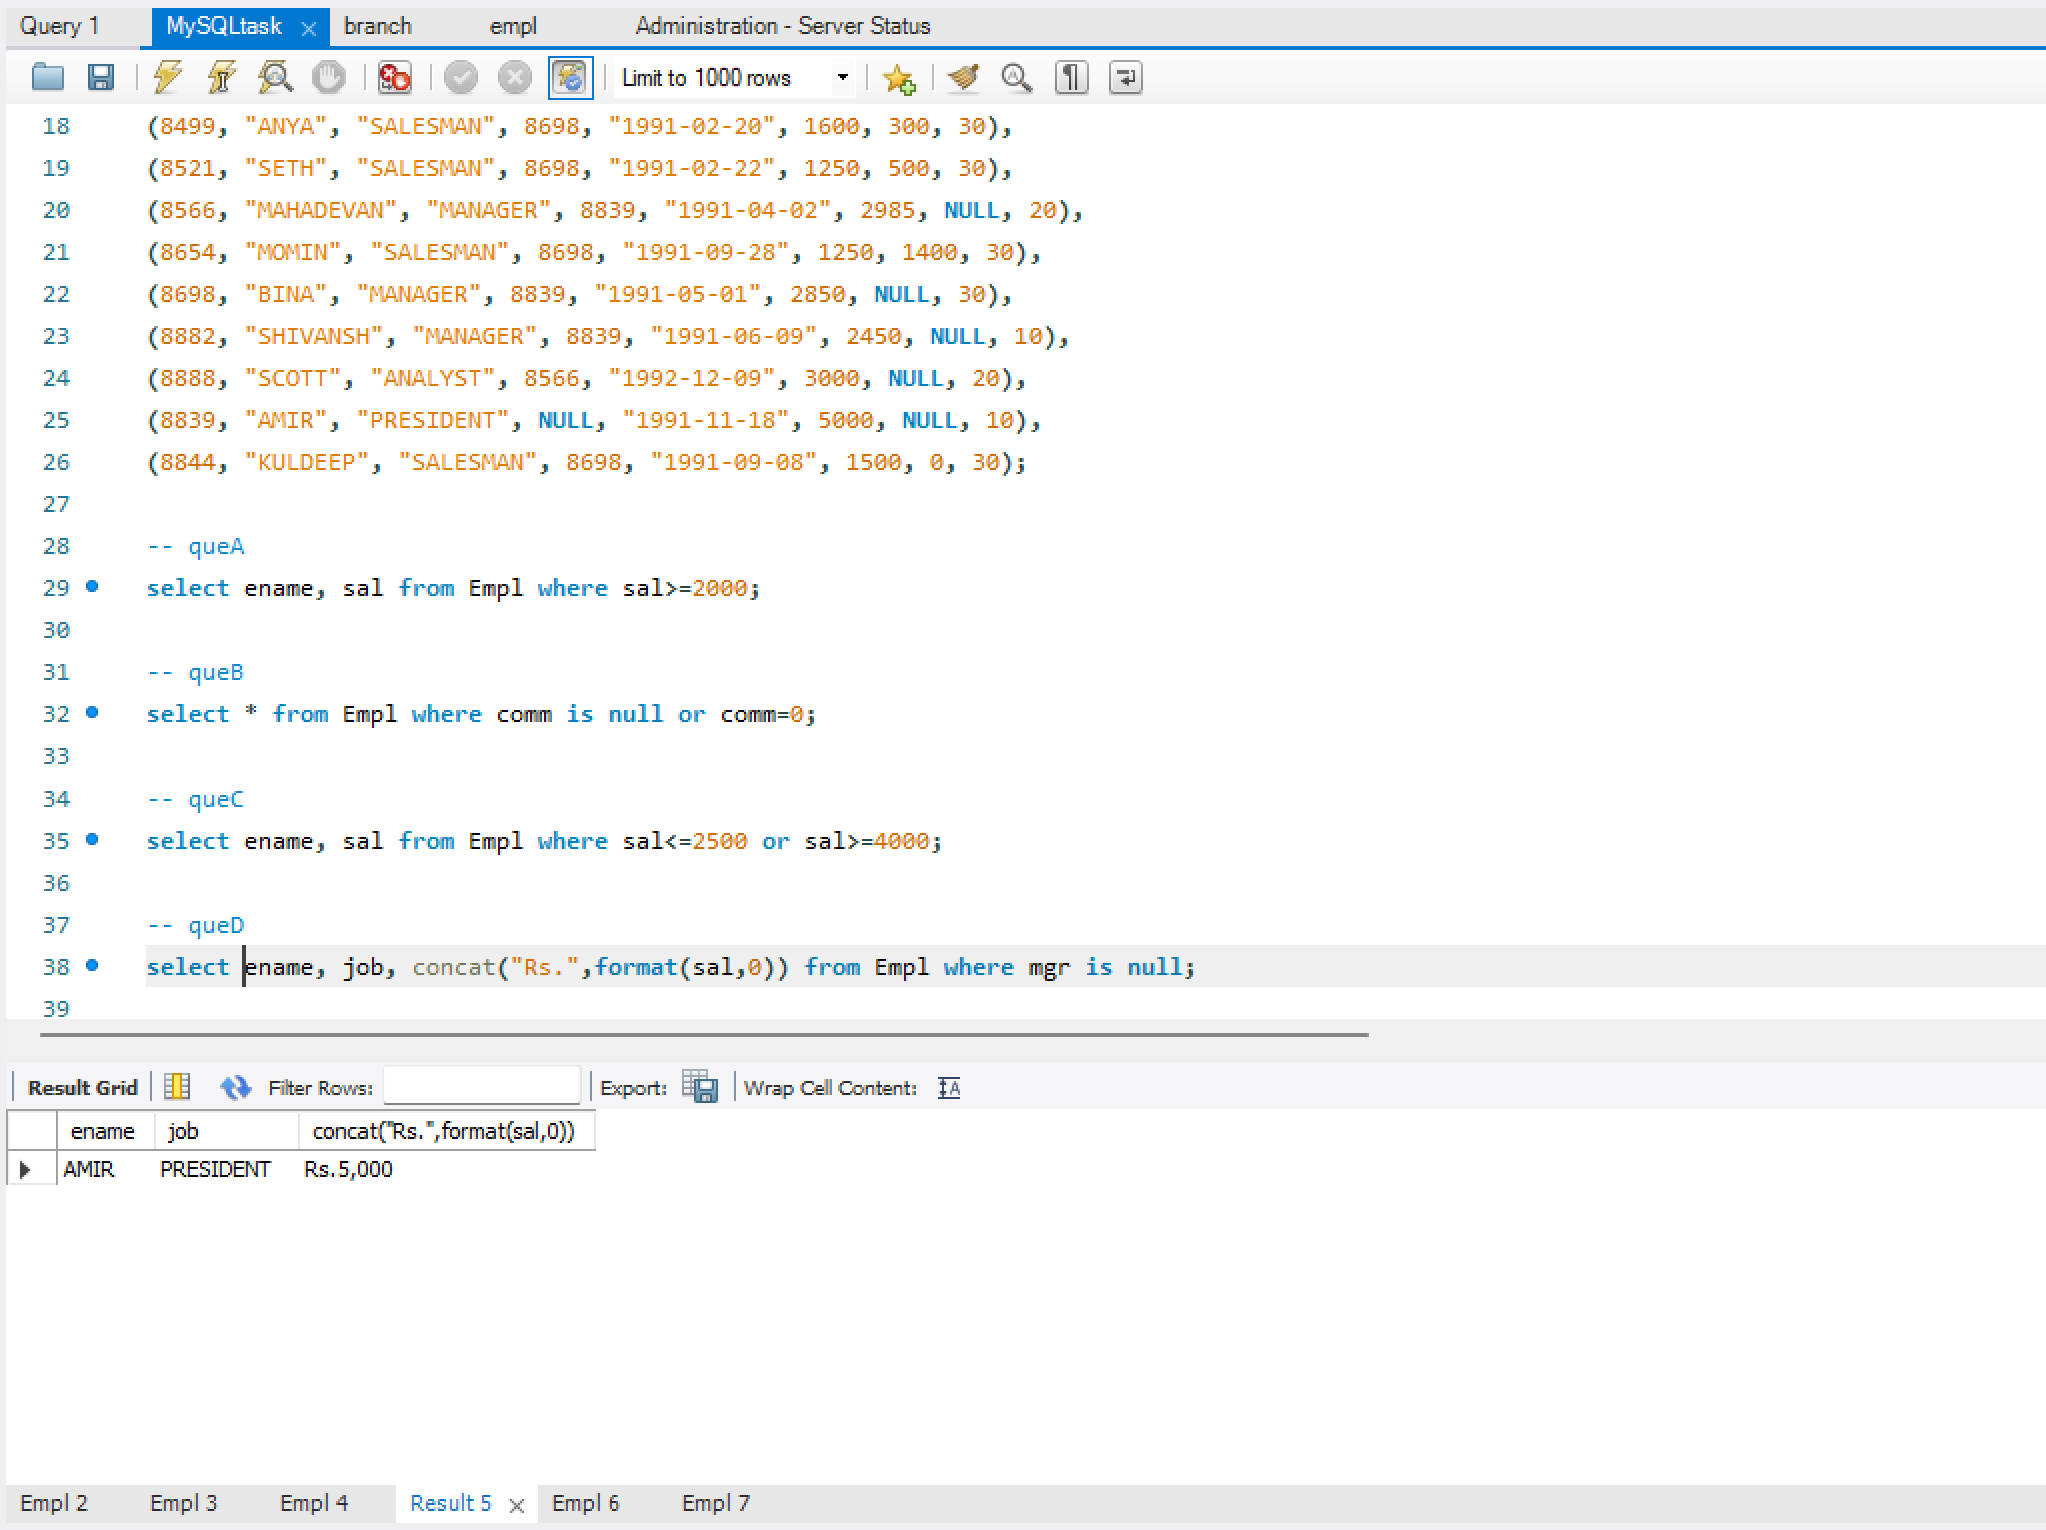 Query 1 MySQLtask branch empl Administration - Server Status
Limit to 1000 rows
18 (8499, "ANYA", "SALESMAN", 8698, "1991-02-20", 1600, 300, 30),
19 (8521, "SETH", "SALESMAN", 8698, "1991-02-22", 1250, 500, 30),
20 (8566, "MAHADEVAN", "MANAGER", 8839, "1991-04-02", 2985, NULL, 20),
21 (8654, "MOMIN", "SALESMAN", 8698, "1991-09-28", 1250, 1400, 30),
22 (8698, "BINA", "MANAGER", 8839, "1991-05-01", 2850, NULL, 30),
23 (8882, "SHIVANSH", "MANAGER", 8839, "1991-06-09", 2450, NULL, 10),
24 (8888, "SCOTT", "ANALYST", 8566, "1992-12-09", 3000, NULL, 20),
25 (8839, "AMIR", "PRESIDENT", NULL, "1991-11-18", 5000, NULL, 10),
26 (8844, "KULDEEP", "SALESMAN", 8698, "1991-09-08", 1500, 0, 30);
27
28 -- queA
29 select ename, sal from Empl where sal>=2000;
30
31 -- queB
32 select * from Empl where comm is null or comm=0;
33
34 -- queC
35 select ename, sal from Empl where sal<=2500 or sal>=4000;
36
37 -- queD
38 select ename, job, concat("Rs.",format(sal,0)) from Empl where mgr is null;
39
Result Grid Filter Rows: Export: Wrap Cell Content:
ename job concat("Rs.",format(sal,0))
AMIR PRESIDENT Rs.5,000
Empl 2 Empl 3 Empl 4 Result 5 Empl 6 Empl 7